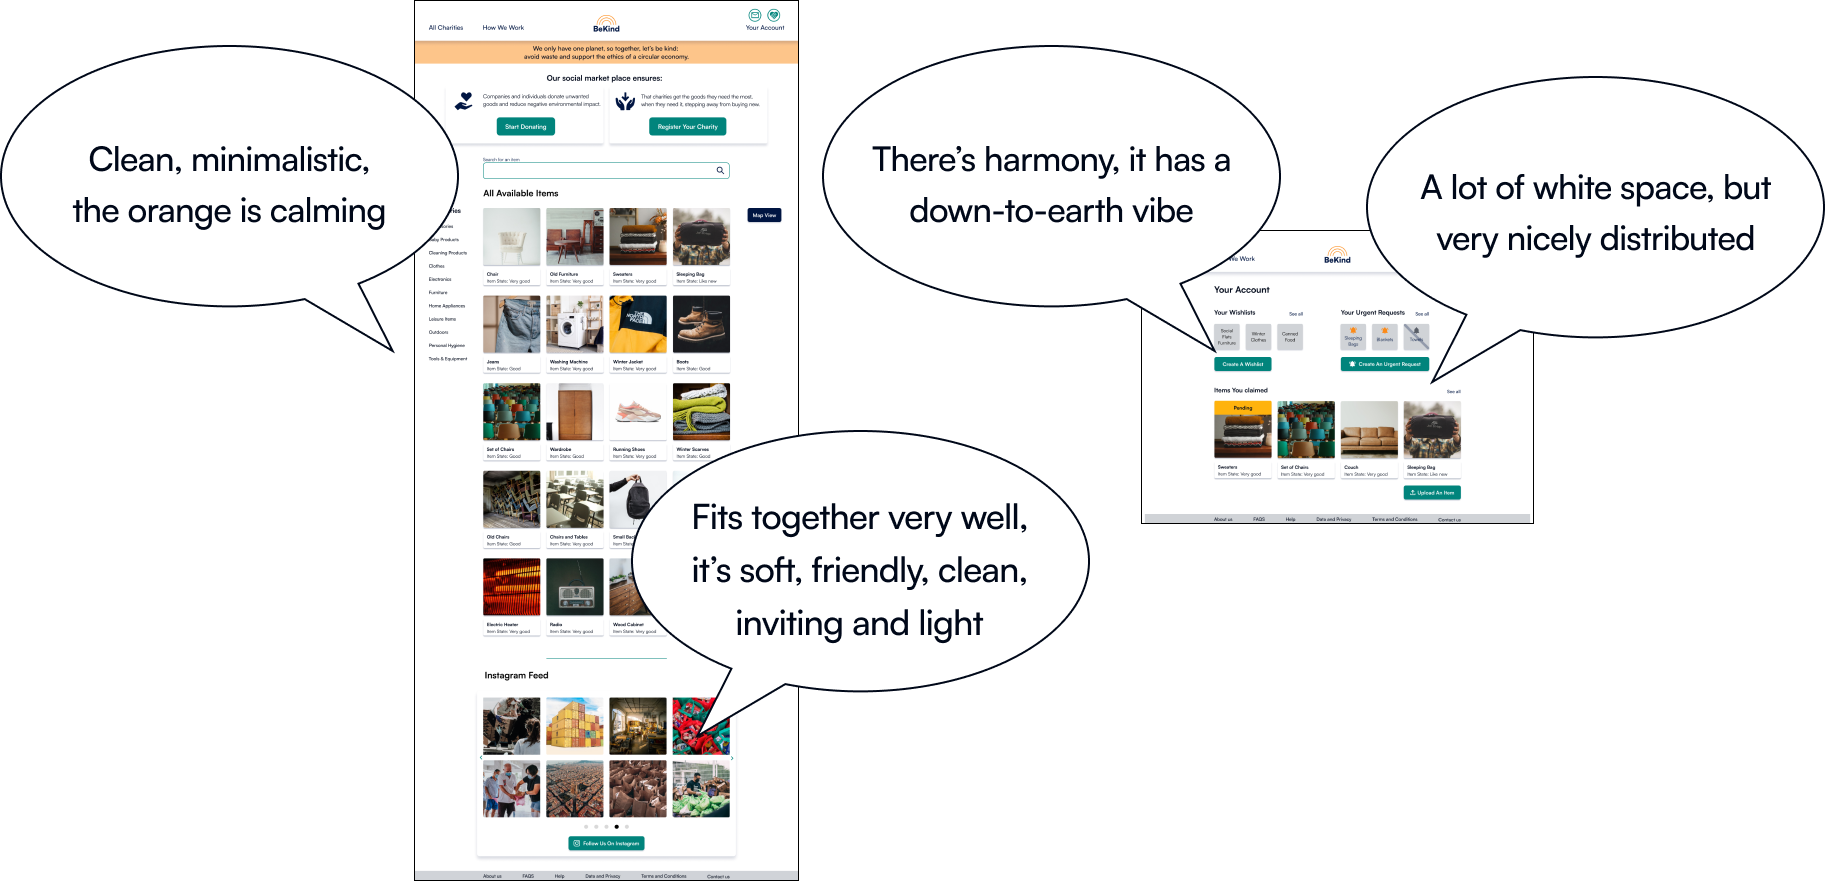 Clean, minimalistic,
the orange is calming
All Charities
How We Work
BeKind
Your Account
We only have one planet, so together, let's be kind:
avoid waste and support the ethics of a circular economy.
Our social market place ensures:
Companies and individuals donate unwanted
goods and reduce negative environmental impact.
Start Donating
That charities get the goods they need the most,
when they need it, stepping away from buying new.
Register Your Charity
Search for an item
All Available Items
Map View
Baby Products
Cleaning Products
Clothes
Electronics
Furniture
Home Appliances
Leisure Items
Outdoors
Personal Hygiene
Tools & Equipment
Chair
Item State: Very good
Old Furniture
Item State: Very good
Sweaters
Item State: Very good
Sleeping Bag
Item State: Like new
Jeans
Item State: Good
Washing Machine
Item State: Very good
THE NORTH FACE
Winter Jacket
Item State: Very good
Boots
Item State: Good
Set of Chairs
Item State: Very good
Wardrobe
Item State: Good
Running Shoes
Item State: Very good
Winter Scarves
Item State: Good
Old Chairs
Item State: Good
Chairs and Tables
Item State: Very good
Small
Item State:
Electric Heater
Item State: Very good
Radio
Item State: Very good
Wood Cabinet
Item State: Very good
Fits together very well,
it's soft, friendly, clean,
inviting and light
Instagram Feed
Follow Us On Instagram
About us
FAQS
Help
Data and Privacy
Terms and Conditions
Contact us
There's harmony, it has a
down-to-earth vibe
A lot of white space, but
very nicely distributed
We Work
BeKind
Your Account
Your Wishlists
See all
Social
Flats
Furniture
Winter
Clothes
Canned
Food
Create A Wishlist
Your Urgent Requests
See all
Sleeping
Bags
Blankets
Towels
Create An Urgent Request
Items You claimed
See all
Pending
Sweaters
Item State: Very good
Set of Chairs
Item State: Very good
Couch
Item State: Very good
Sleeping Bag
Item State: Like new
Upload An Item
About us
FAQS
Help
Data and Privacy
Terms and Conditions
Contact us